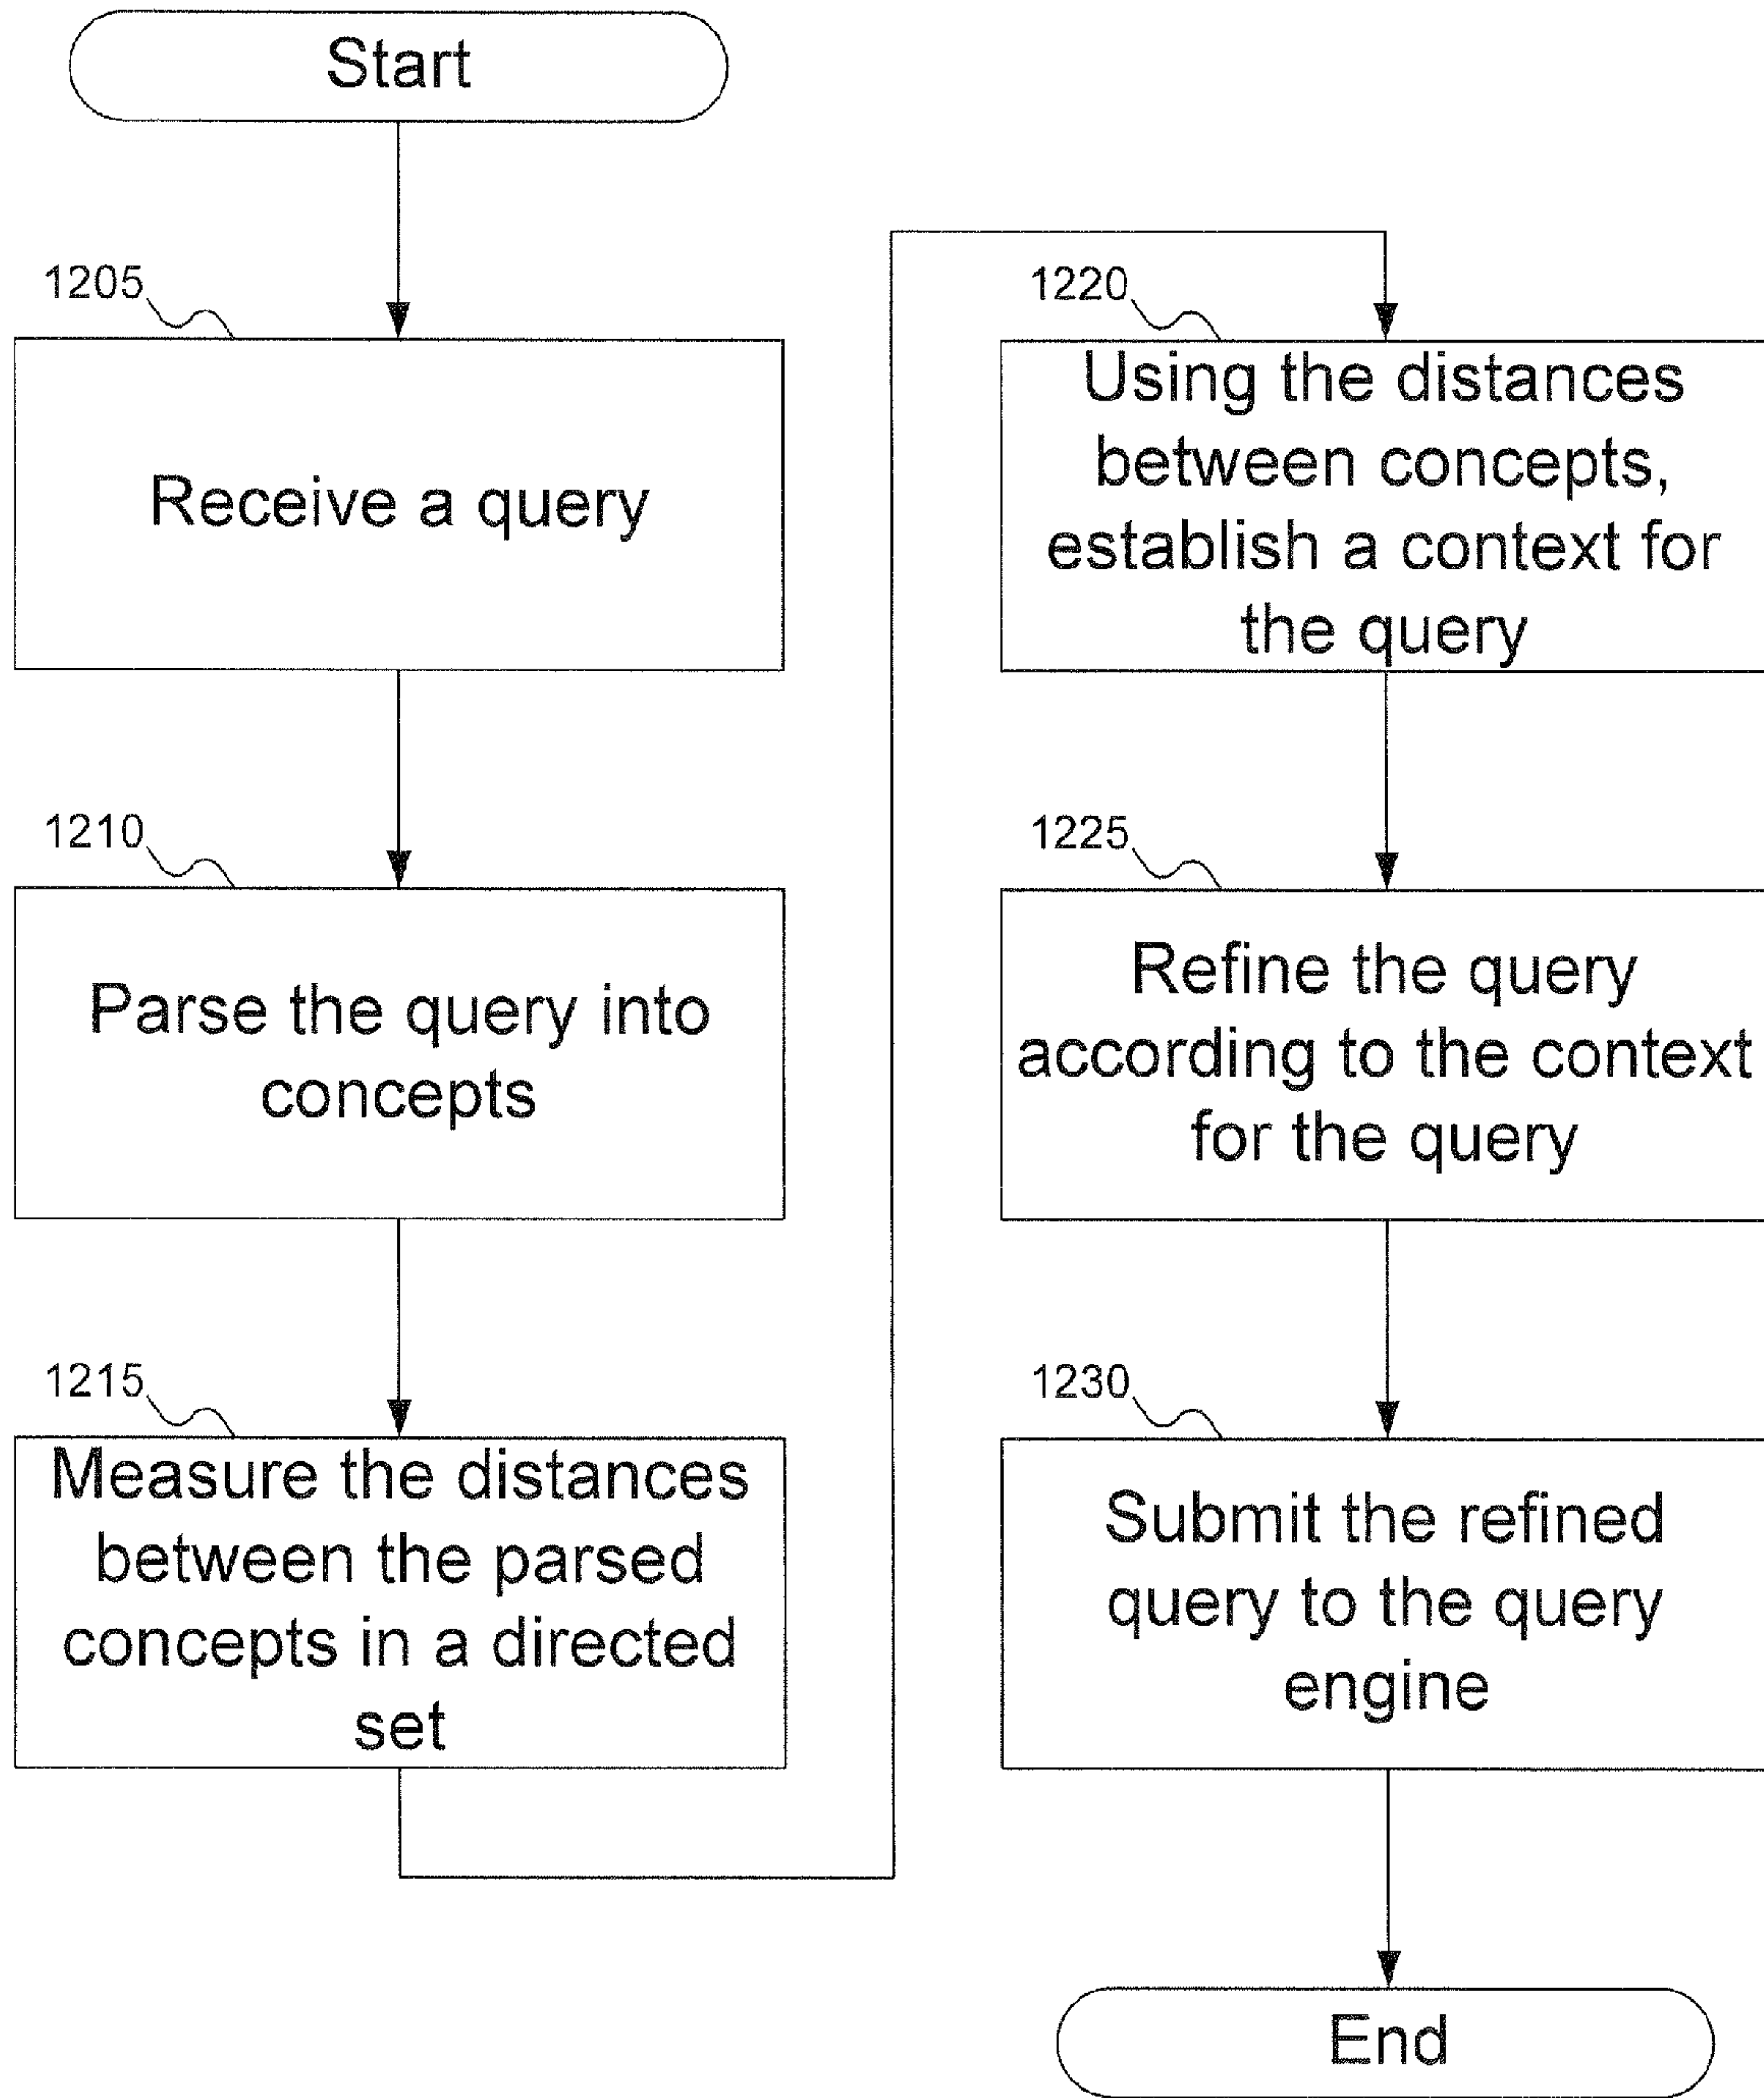 Start
1205
Receive a query
1210
Parse the query into
concepts
1215
Measure the distances
between the parsed
concepts in a directed
set
1220
Using the distances
between concepts,
establish a context for
the query
1225
Refine the query
according to the context
for the query
1230
Submit the refined
query to the query
engine
End